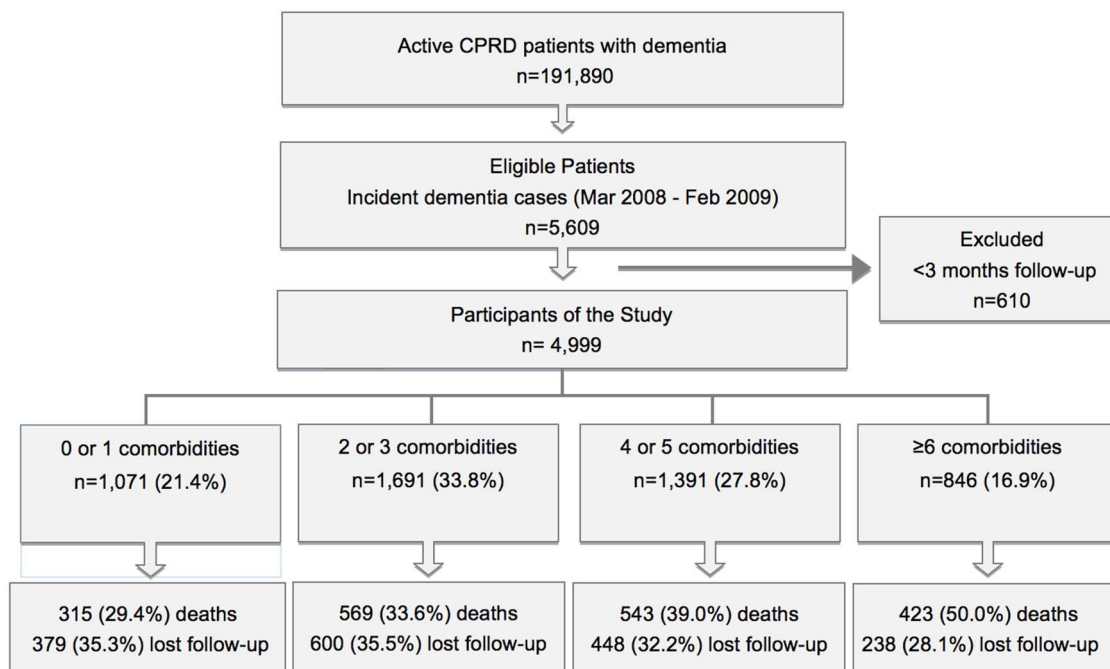 Active CPRD patients with dementia
n=191,890
Eligible Patients
Incident dementia cases (Mar 2008 - Feb 2009)
n=5,609
Excluded
<3 months follow-up
n=610
Participants of the Study
n= 4,999
0 or 1 comorbidities
n=1,071 (21.4%)
2 or 3 comorbidities
n=1,691 (33.8%)
4 or 5 comorbidities
n=1,391 (27.8%)
≥6 comorbidities
n=846 (16.9%)
315 (29.4%) deaths
379 (35.3%) lost follow-up
569 (33.6%) deaths
600 (35.5%) lost follow-up
543 (39.0%) deaths
448 (32.2%) lost follow-up
423 (50.0%) deaths
238 (28.1%) lost follow-up